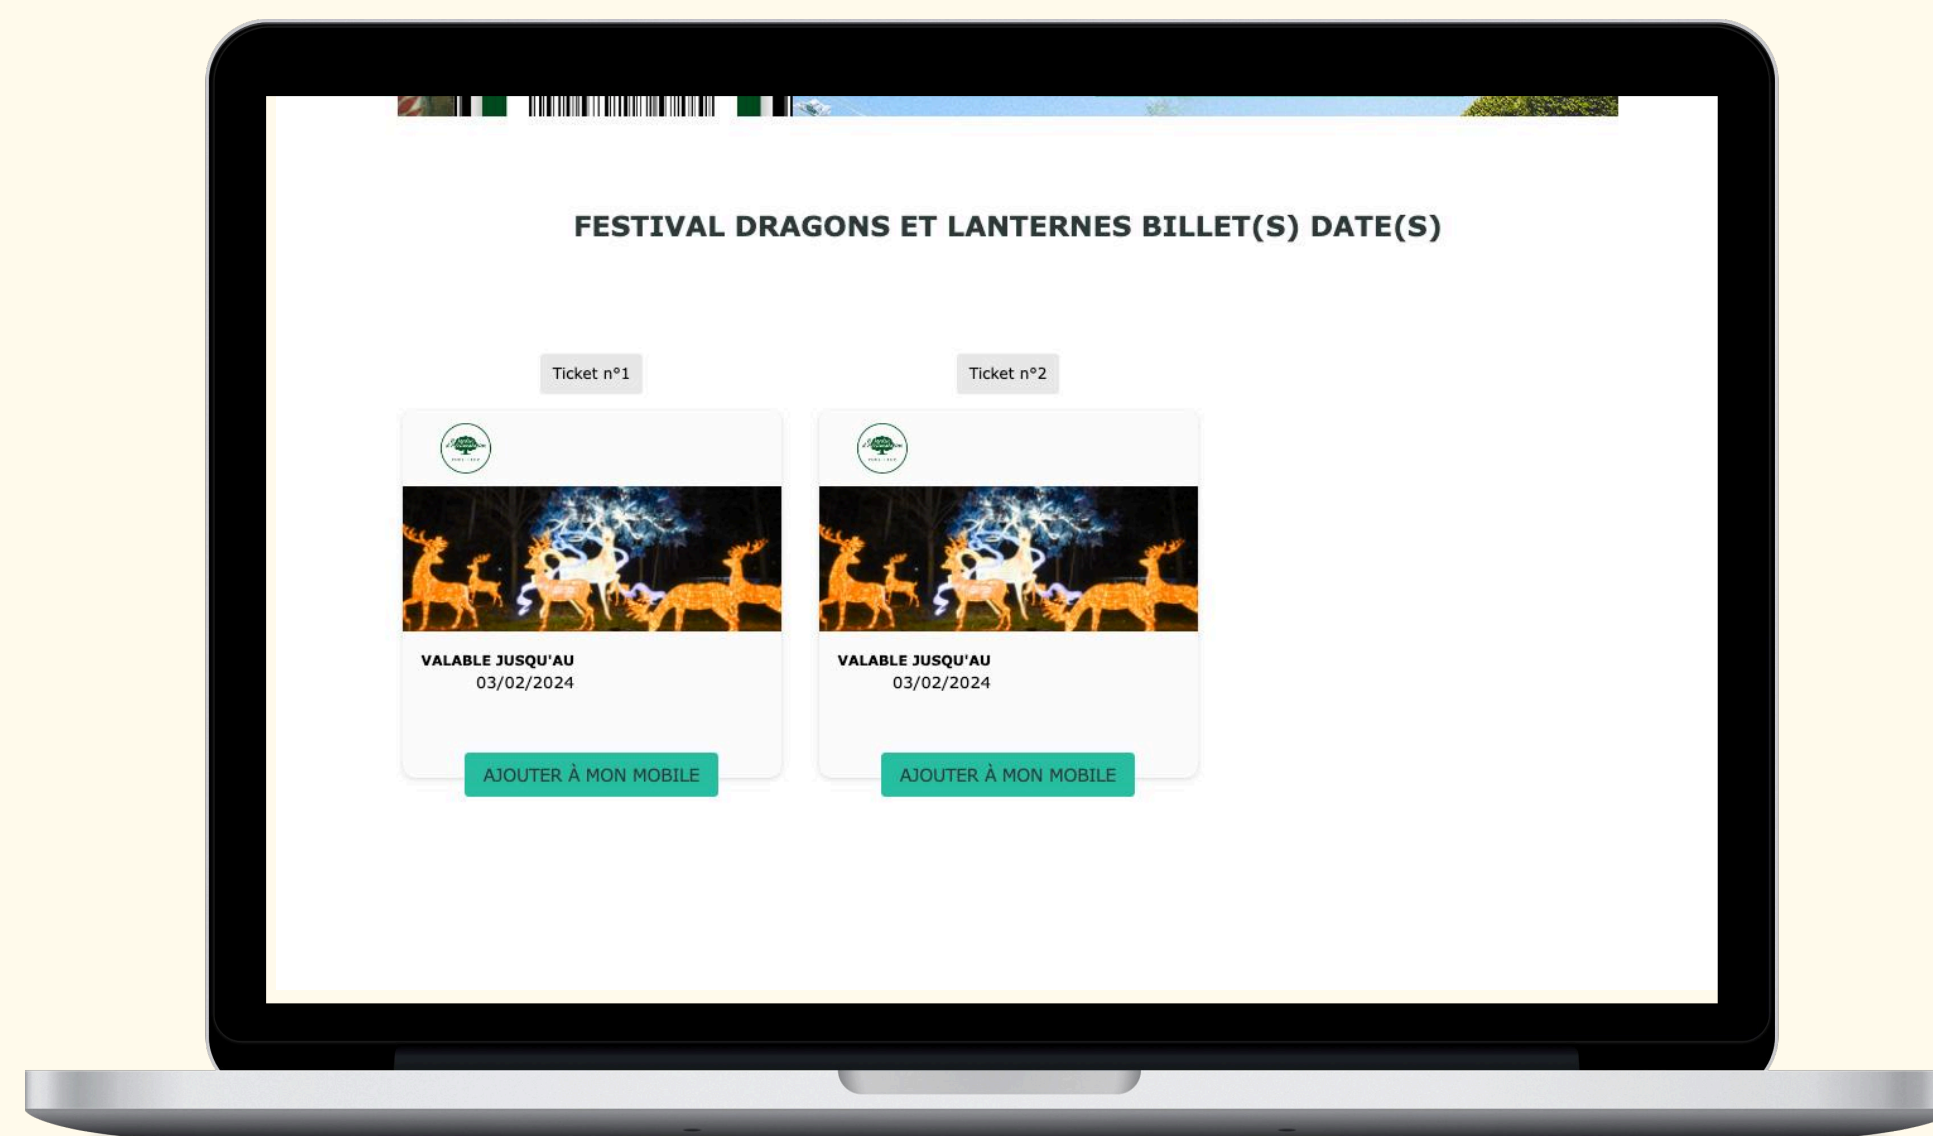 FESTIVAL DRAGONS ET LANTERNES BILLET(S) DATE(S)
Ticket n°1
Ticket n°2
VALABLE JUSQU'AU
03/02/2024
VALABLE JUSQU'AU
03/02/2024
AJOUTER À MON MOBILE
AJOUTER À MON MOBILE